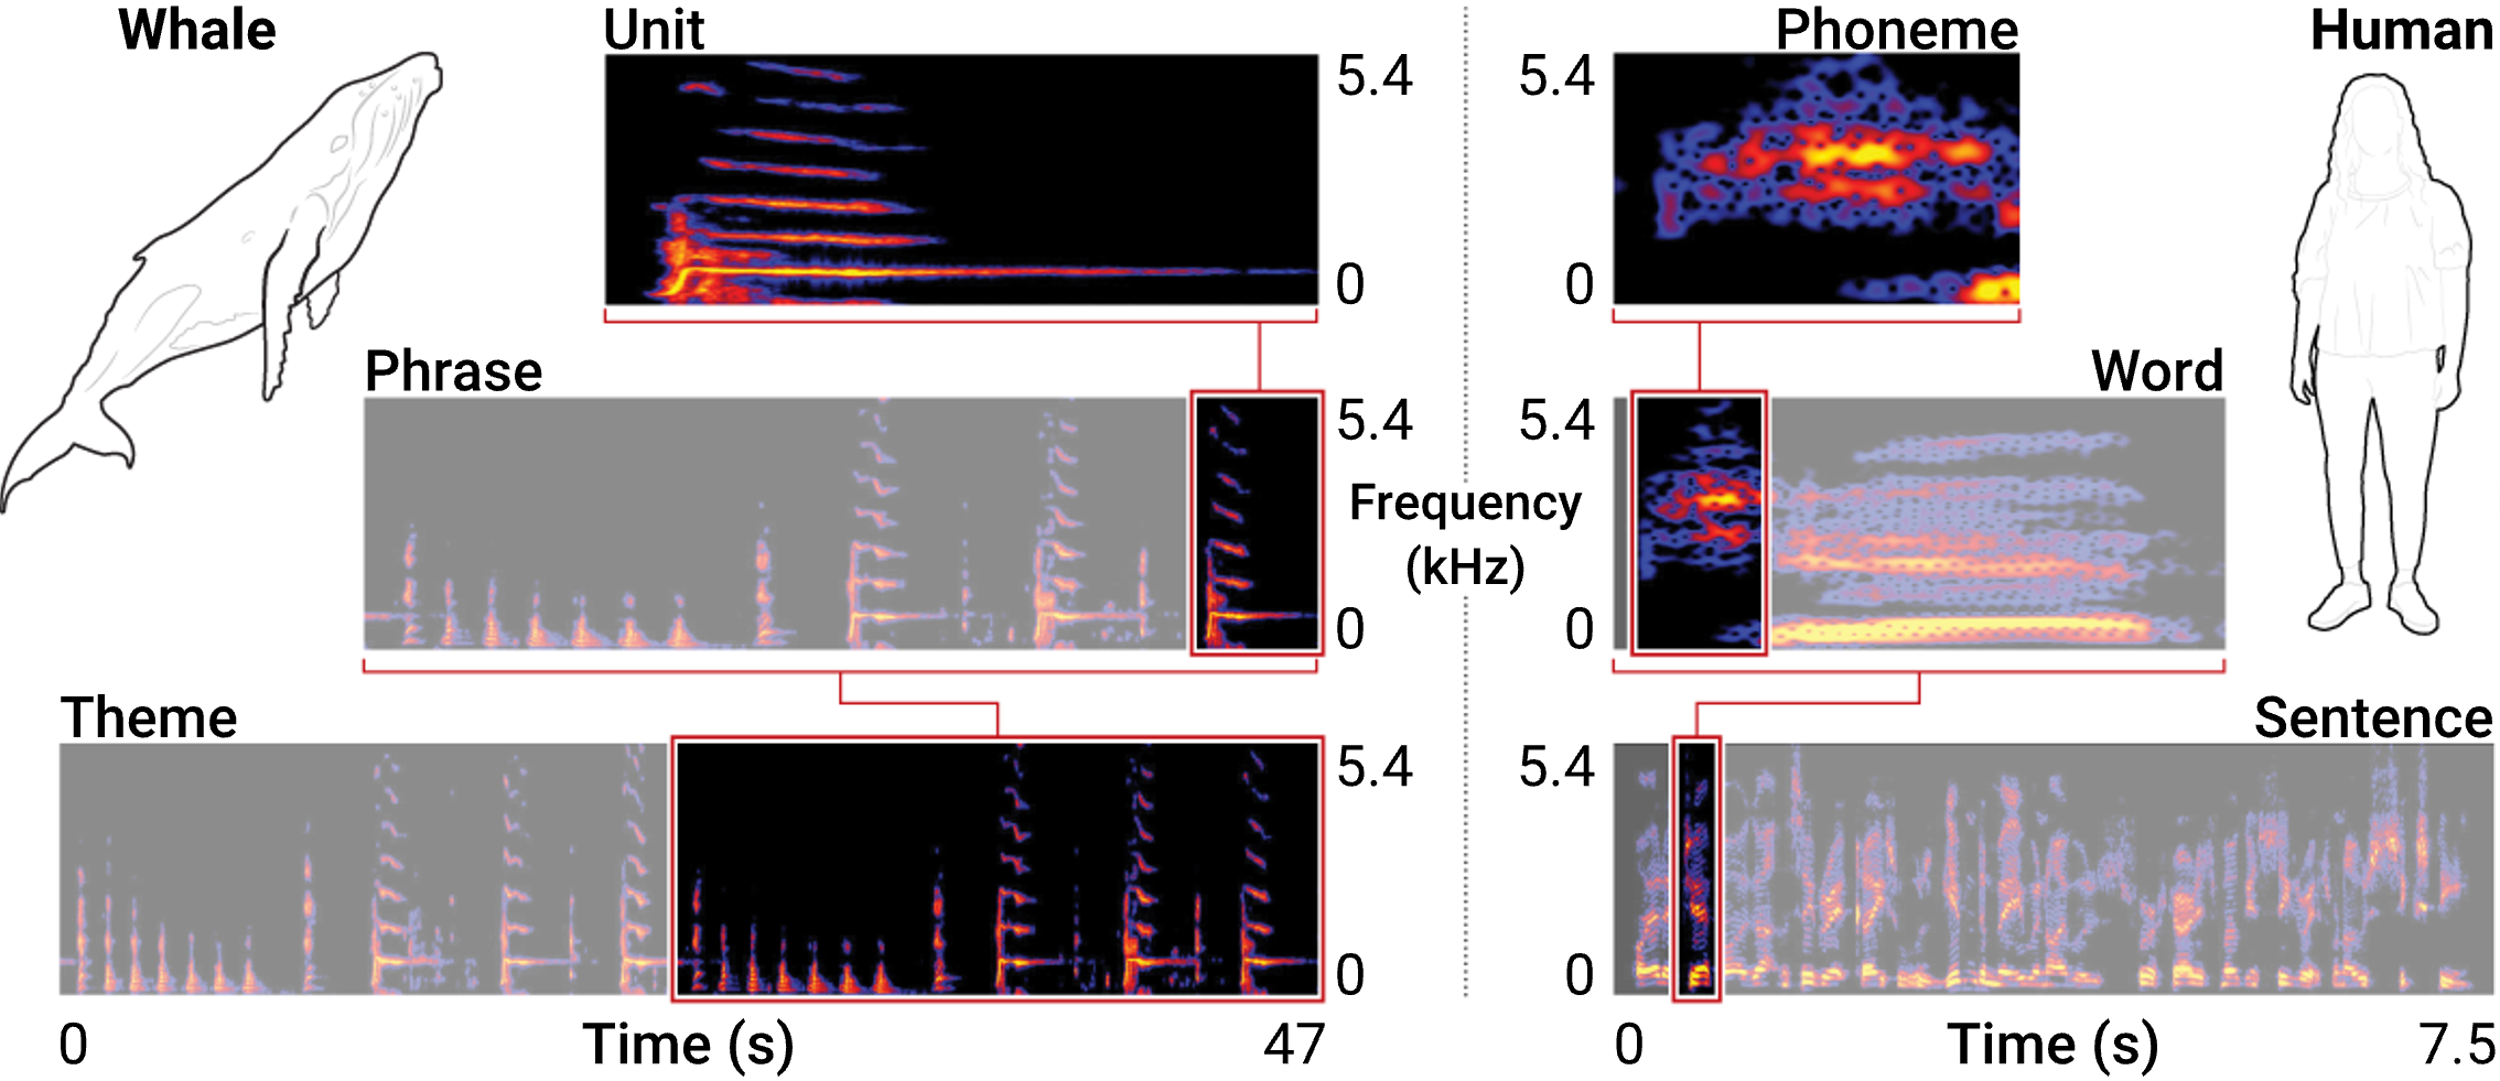 Whale
Unit
5.4
0
Phrase
5.4
0
Theme
5.4
0
0
Time (s)
47
Frequency
(kHz)
Phoneme
Human
5.4
0
Word
5.4
0
Sentence
5.4
0
0
Time (s)
7.5